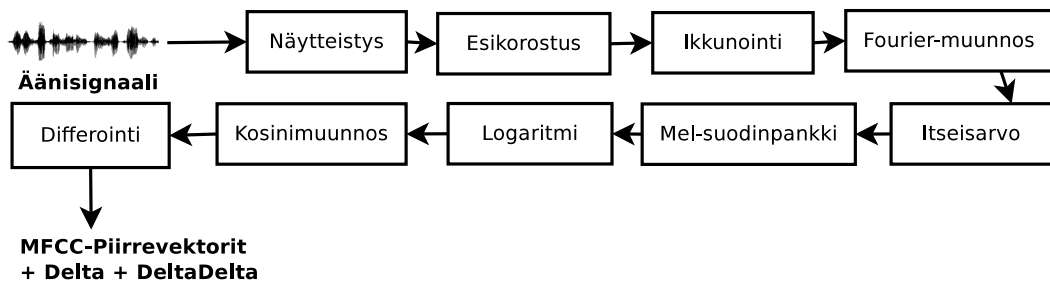 Äänisignaali
Näytteistys
Esikorostus
Ikkunointi
Fourier-muunnos
Itseisarvo
Mel-suodinpankki
Logaritmi
Kosinimuunnos
Differointi
MFCC-Piirrevektorit
+ Delta + DeltaDelta